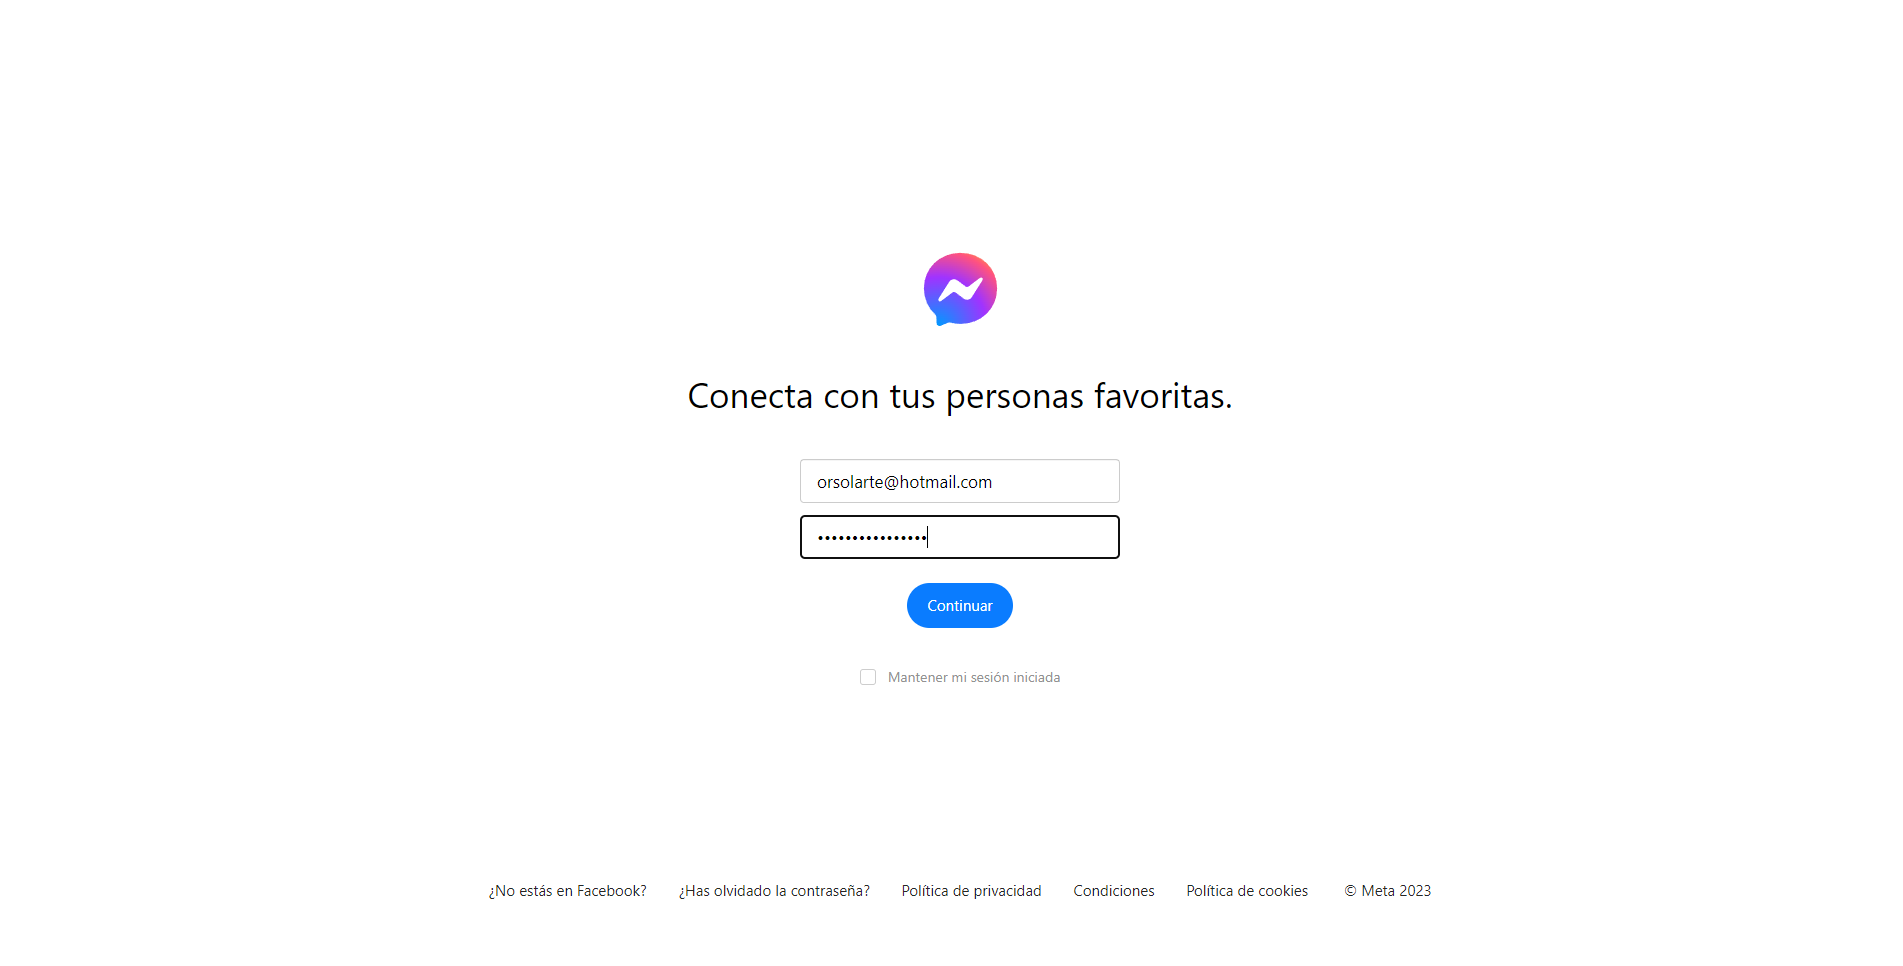 Conecta con tus personas favoritas.
orsolarte@hotmail.com
••••••••••••••••
Continuar
Mantener mi sesión iniciada
¿No estás en Facebook? ¿Has olvidado la contraseña? Política de privacidad Condiciones Política de cookies © Meta 2023